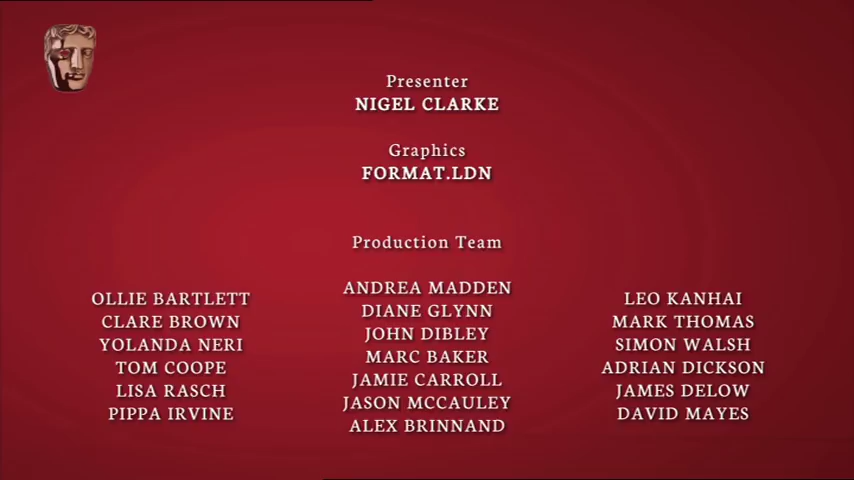 Presenter
NIGEL CLARKE
Graphics
FORMAT.LDN
Production Team
OLLIE BARTLETT
CLARE BROWN
YOLANDA NERI
TOM COOPE
LISA RASCH
PIPPA IRVINE
ANDREA MADDEN
DIANE GLYNN
JOHN DIBLEY
MARC BAKER
JAMIE CARROLL
JASON MCCAULEY
ALEX BRINNAND
LEO KANHAI
MARK THOMAS
SIMON WALSH
ADRIAN DICKSON
JAMES DELOW
DAVID MAYES